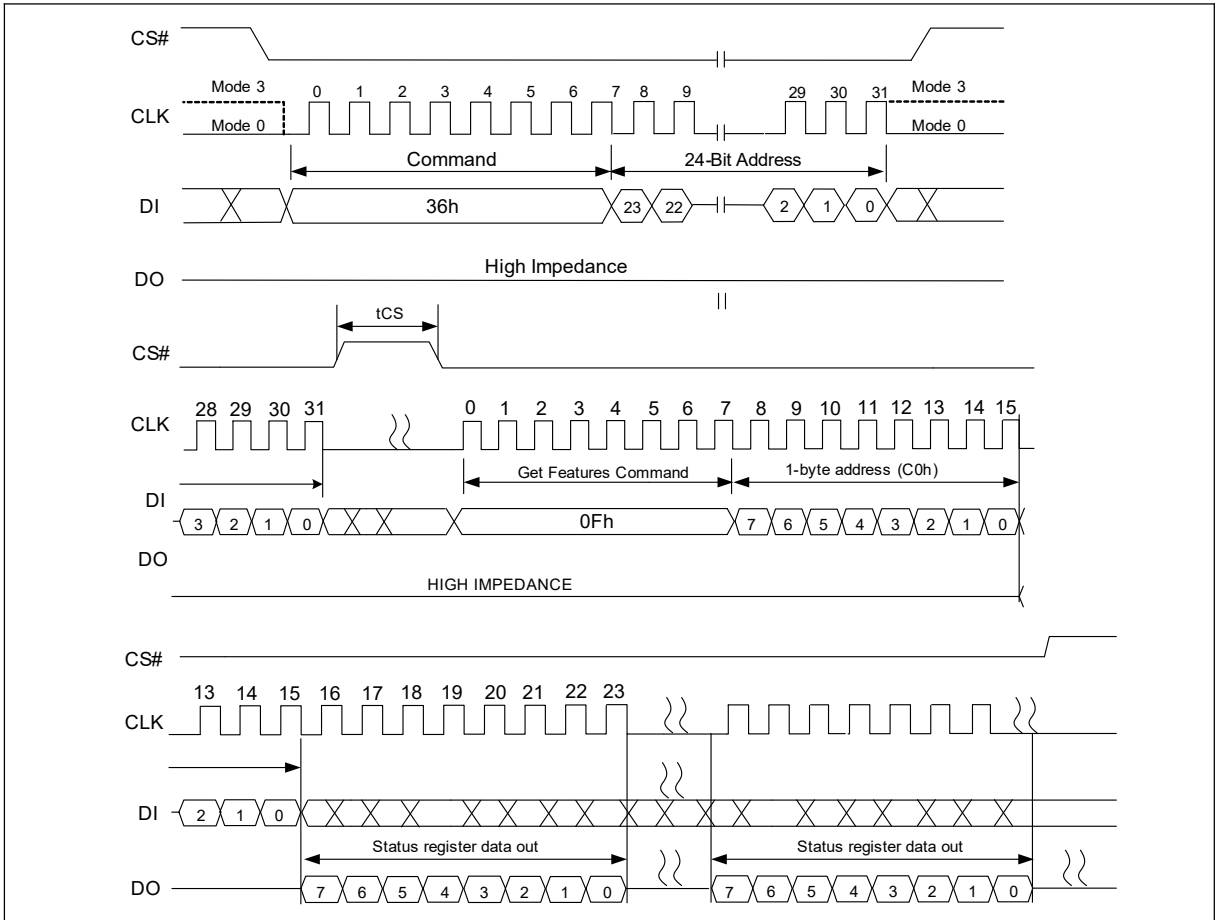 CS#
Mode 3 0 1 2 3 4 5 6 7 8 9 29 30 31 Mode 3
CLK
Mode 0 Mode 0
Command 24-Bit Address
DI 36h 23 22 2 1 0
High Impedance
DO
tCS
CS#
28 29 30 31 0 1 2 3 4 5 6 7 8 9 10 11 12 13 14 15
CLK
Get Features Command 1-byte address (C0h)
DI
3 2 1 0 0Fh 7 6 5 4 3 2 1 0
DO
HIGH IMPEDANCE
CS#
13 14 15 16 17 18 19 20 21 22 23
CLK
DI 2 1 0
Status register data out Status register data out
DO 7 6 5 4 3 2 1 0 7 6 5 4 3 2 1 0